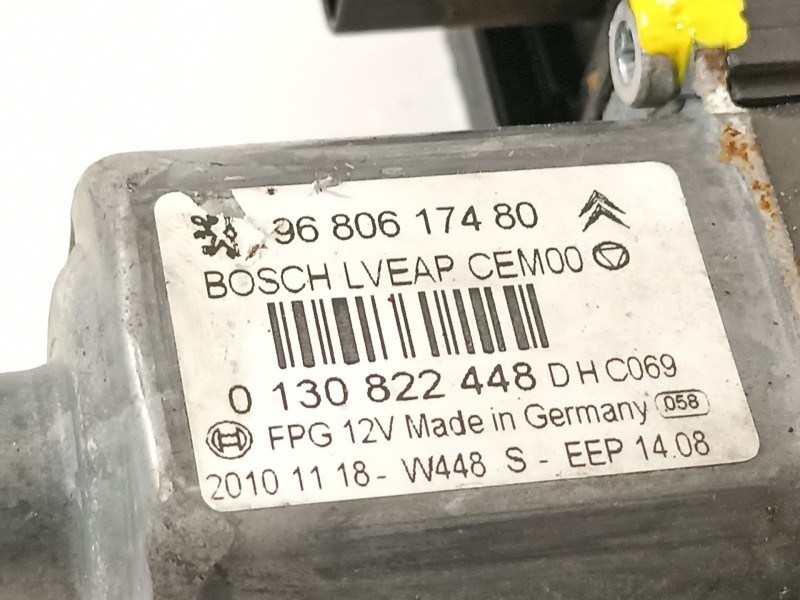 96 806 174 80
BOSCH LVEAP CEM00
0 130 822 448 D H C069
FPG 12V Made in Germany 058
2010 11 18 - W448 S - EEP 14.08